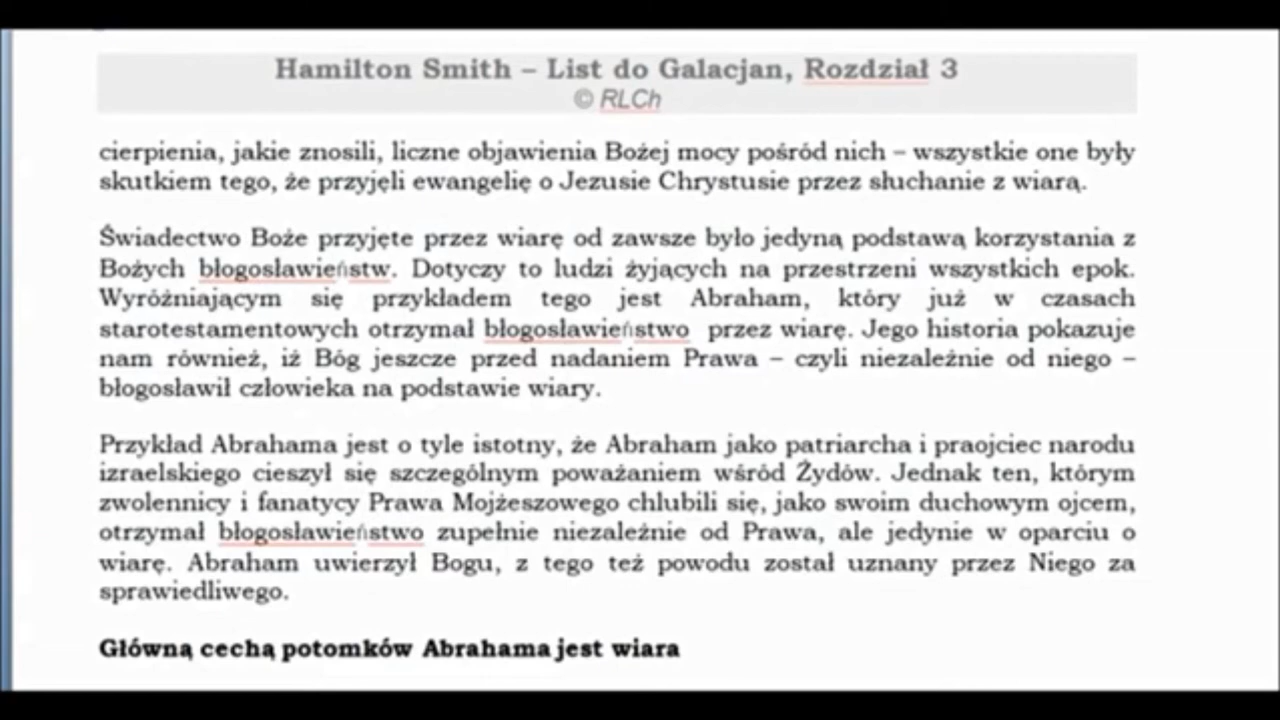 Hamilton Smith – List do Galacjan, Rozdział 3
© RLCh
cierpienia, jakie znosili, liczne objawienia Bożej mocy pośród nich – wszystkie one były
skutkiem tego, że przyjęli ewangelię o Jezusie Chrystusie przez słuchanie z wiarą.
Świadectwo Boże przyjęte przez wiarę od zawsze było jedyną podstawą korzystania z
Bożych błogosławieństw. Dotyczy to ludzi żyjących na przestrzeni wszystkich epok.
Wyróżniającym się przykładem tego jest Abraham, który już w czasach
starotestamentowych otrzymał błogosławieństwo przez wiarę. Jego historia pokazuje
nam również, iż Bóg jeszcze przed nadaniem Prawa – czyli niezależnie od niego –
błogosławił człowieka na podstawie wiary.
Przykład Abrahama jest o tyle istotny, że Abraham jako patriarcha i praojciec narodu
izraelskiego cieszył się szczególnym poważaniem wśród Żydów. Jednak ten, którym
zwolennicy i fanatycy Prawa Mojżeszowego chlubili się, jako swoim duchowym ojcem,
otrzymał błogosławieństwo zupełnie niezależnie od Prawa, ale jedynie w oparciu o
wiarę. Abraham uwierzył Bogu, z tego też powodu został uznany przez Niego za
sprawiedliwego.
Główną cechą potomków Abrahama jest wiara